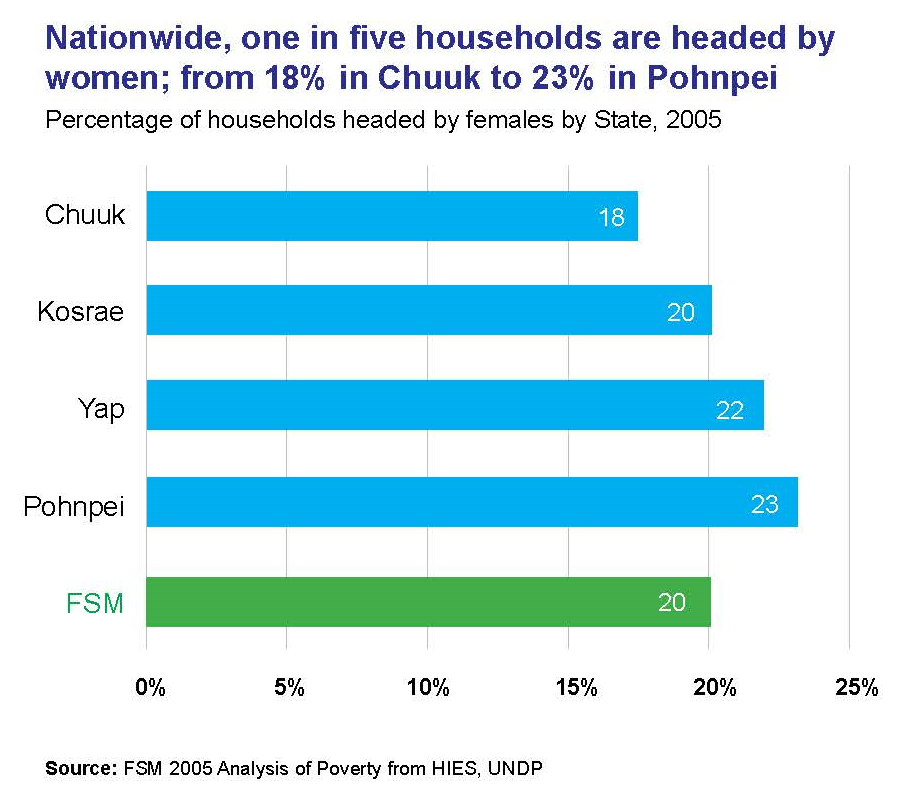 Nationwide, one in five households are headed by
women; from 18% in Chuuk to 23% in Pohnpei
Percentage of households headed by females by State, 2005
Chuuk 18
Kosrae 20
Yap 22
Pohnpei 23
FSM 20
0% 5% 10% 15% 20% 25%
Source: FSM 2005 Analysis of Poverty from HIES, UNDP